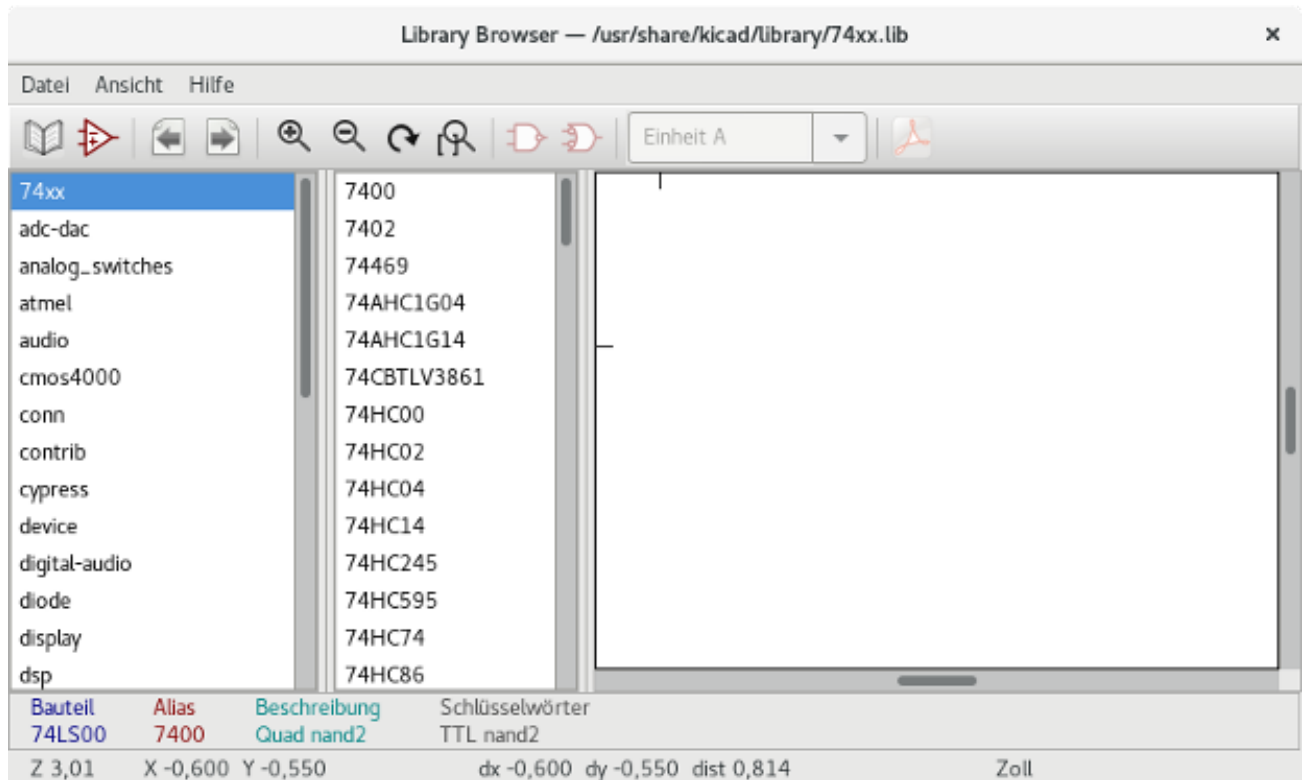 Library Browser — /usr/share/kicad/library/74xx.lib
Datei Ansicht Hilfe
Einheit A
74xx
adc-dac
analog_switches
atmel
audio
cmos4000
conn
contrib
cypress
device
digital-audio
diode
display
dsp
7400
7402
74469
74AHC1G04
74AHC1G14
74CBTLV3861
74HC00
74HC02
74HC04
74HC14
74HC245
74HC595
74HC74
74HC86
Bauteil Alias Beschreibung Schlüsselwörter
74LS00 7400 Quad nand2 TTL nand2
Z 3,01 X -0,600 Y -0,550 dx -0,600 dy -0,550 dist 0,814 Zoll